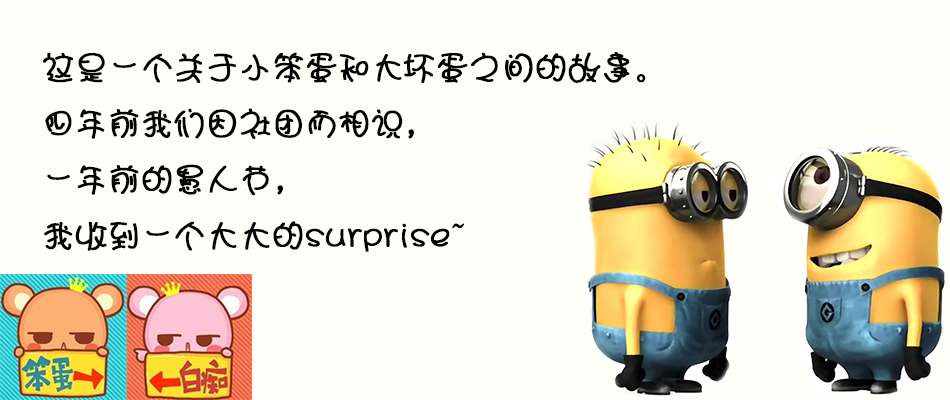 这是一个关于小笨蛋和大坏蛋之间的故事。
四年前我们因社团而相识，
一年前的愚人节，
我收到一个大大的surprise~
笨蛋
白痴